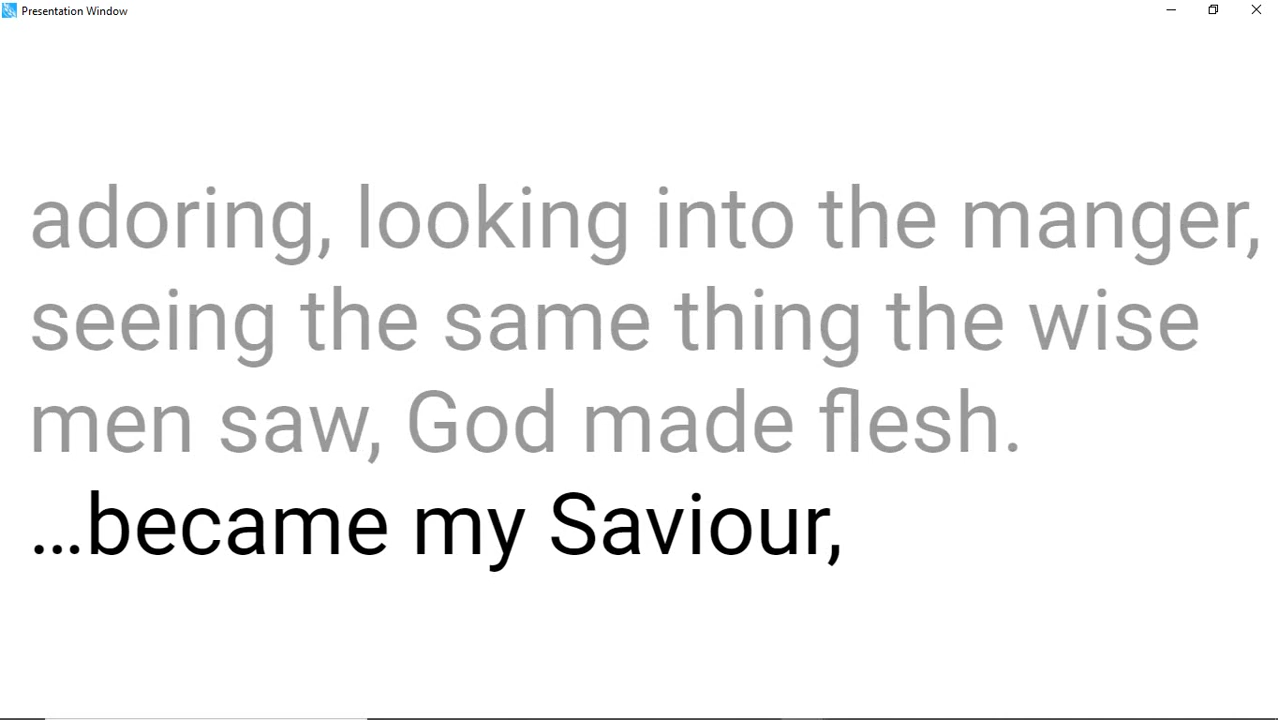 Presentation Window
adoring, looking into the manger,
seeing the same thing the wise
men saw, God made flesh.
…became my Saviour,